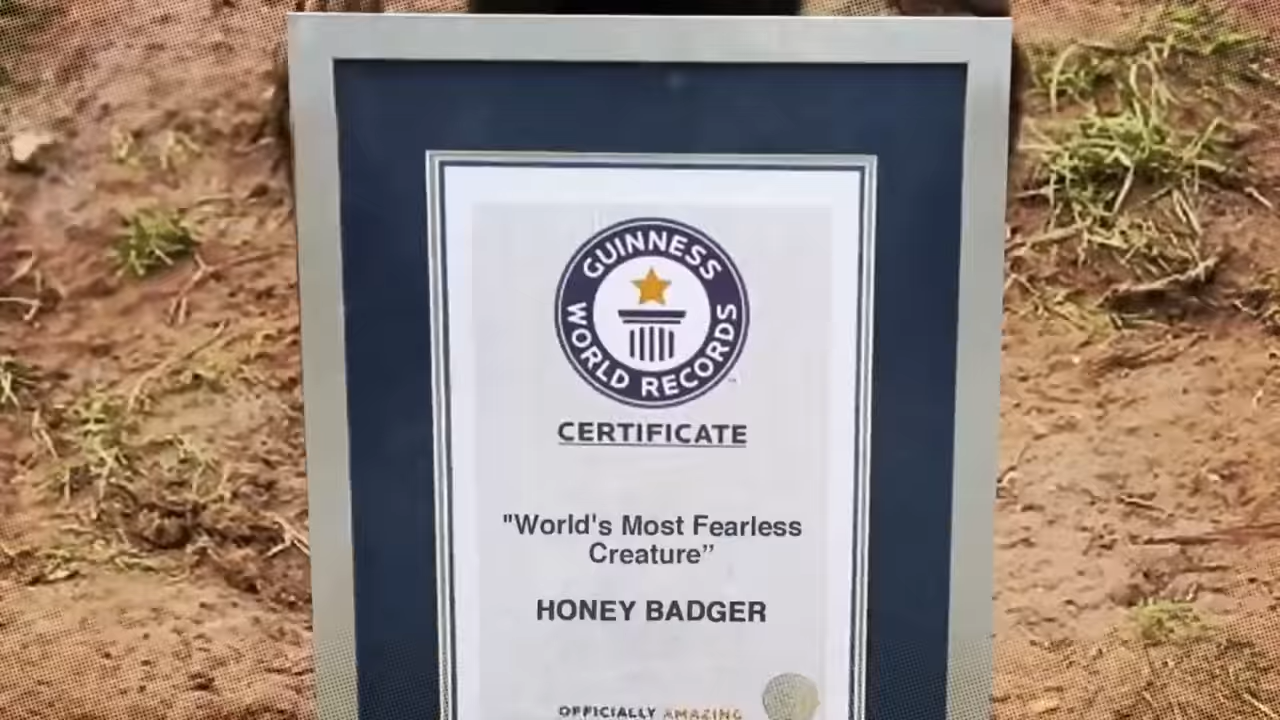 GUINNESS
WORLD RECORDS
CERTIFICATE
"World's Most Fearless
Creature”
HONEY BADGER
OFFICIALLY AMAZING